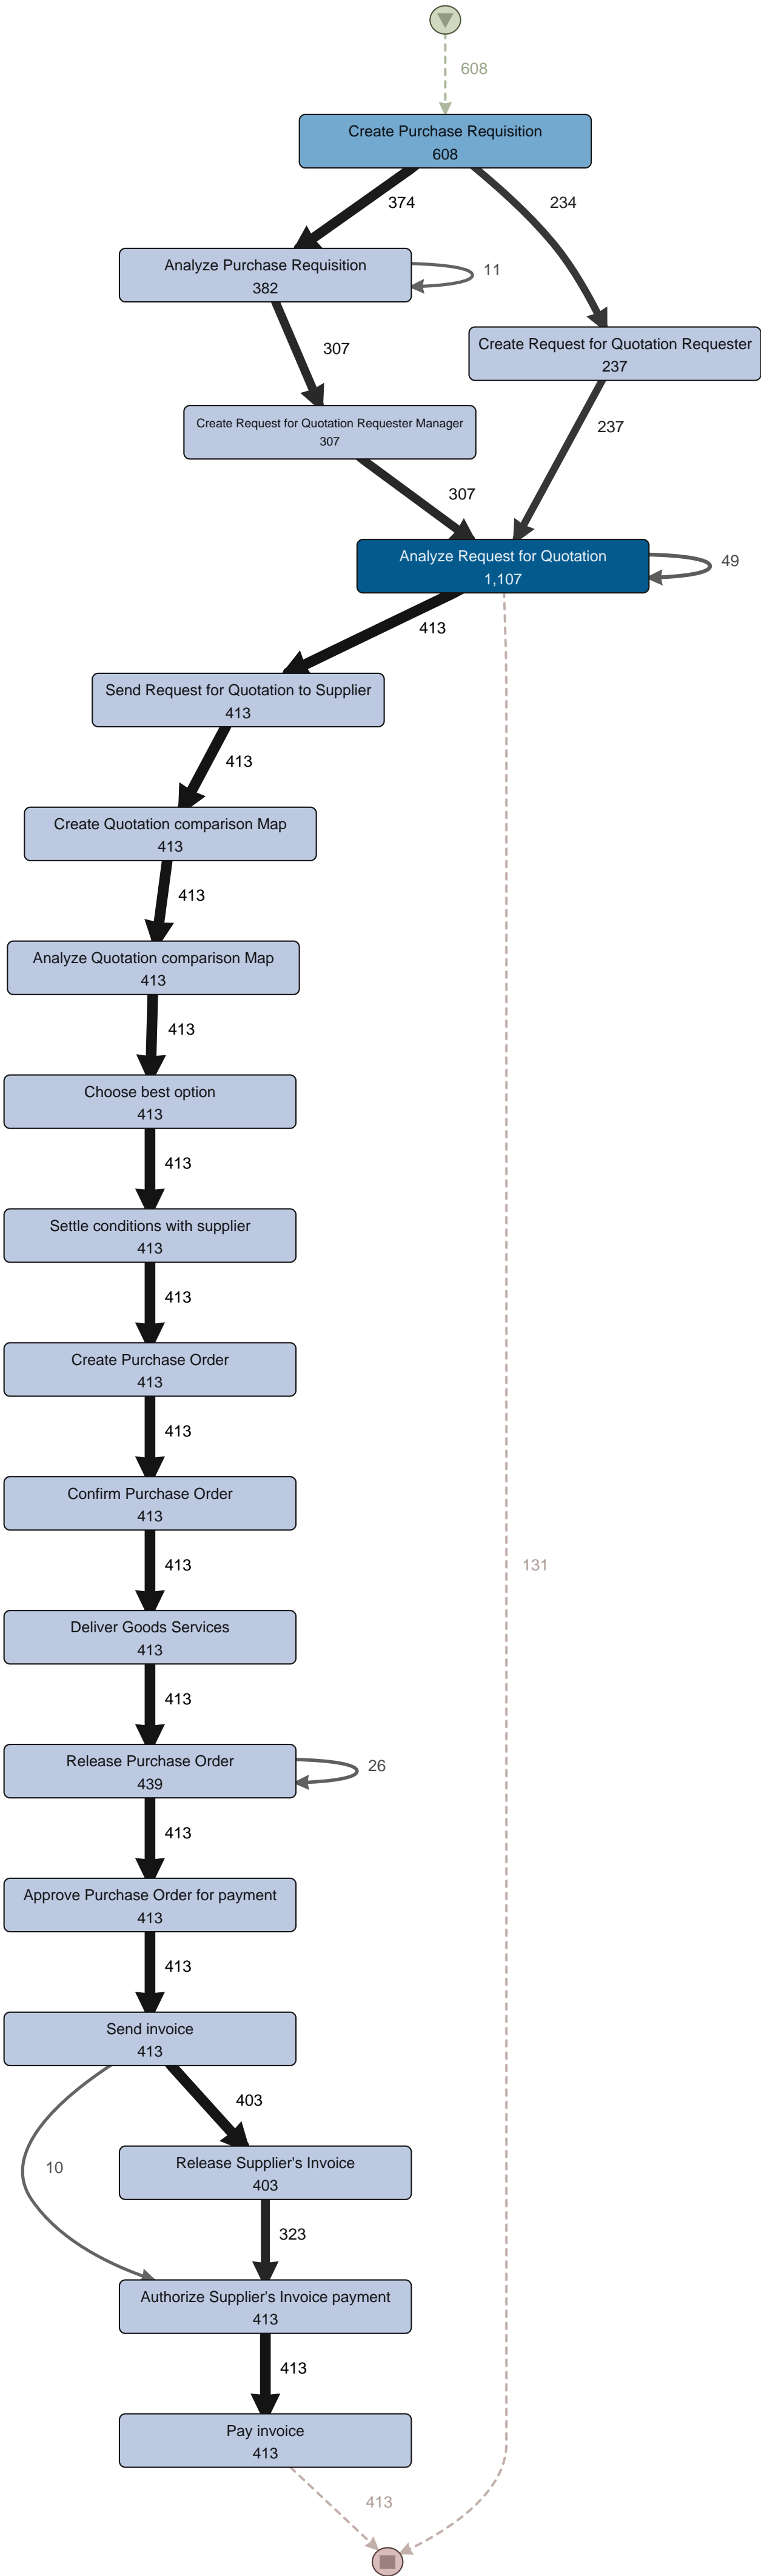 608
Create Purchase Requisition
608
374
234
Analyze Purchase Requisition
382
11
Create Request for Quotation Requester
237
307
Create Request for Quotation Requester Manager
307
237
307
Analyze Request for Quotation
1,107
49
413
Send Request for Quotation to Supplier
413
413
Create Quotation comparison Map
413
413
Analyze Quotation comparison Map
413
413
Choose best option
413
413
Settle conditions with supplier
413
413
Create Purchase Order
413
413
Confirm Purchase Order
413
413
131
Deliver Goods Services
413
413
Release Purchase Order
439
26
413
Approve Purchase Order for payment
413
413
Send invoice
413
403
10
Release Supplier's Invoice
403
323
Authorize Supplier's Invoice payment
413
413
Pay invoice
413
413